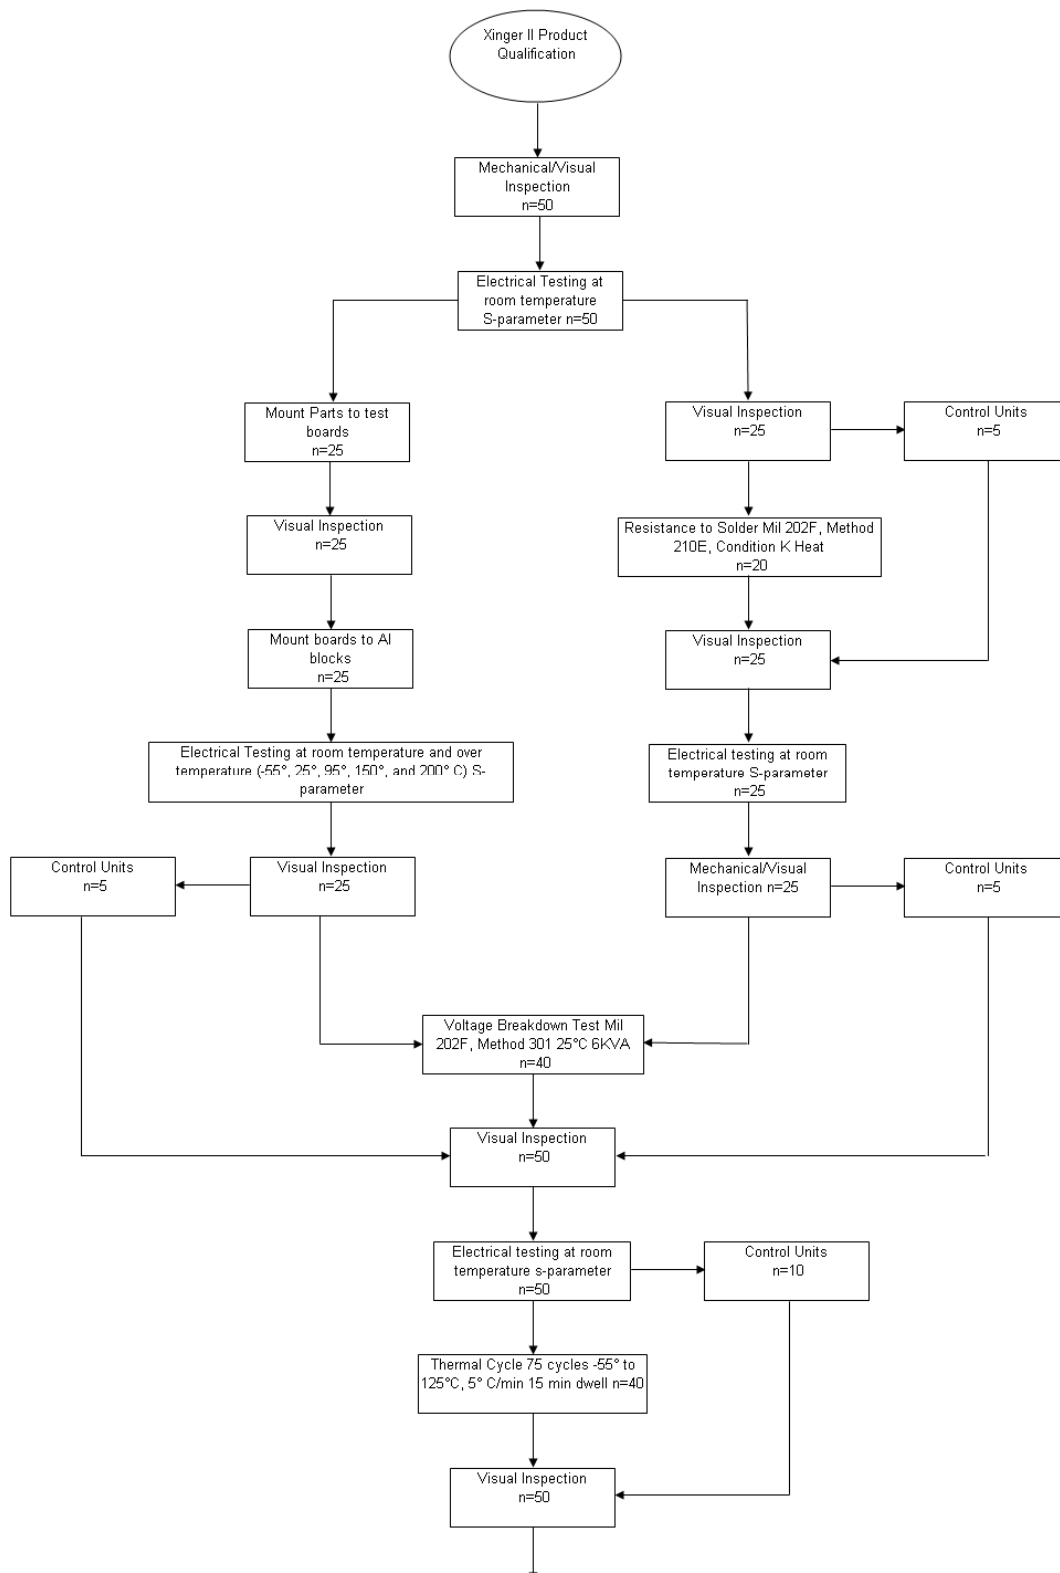 Xinger II Product
Qualification
Mechanical/Visual
Inspection
n=50
Electrical Testing at
room temperature
S-parameter n=50
Mount Parts to test
boards
n=25
Visual Inspection
n=25
Control Units
n=5
Visual Inspection
n=25
Resistance to Solder Mil 202F, Method
210E, Condition K Heat
n=20
Mount boards to Al
blocks
n=25
Visual Inspection
n=25
Electrical Testing at room temperature and over
temperature (-55°, 25°, 95°, 150°, and 200° C) S-
parameter
Electrical testing at room
temperature S-parameter
n=25
Control Units
n=5
Visual Inspection
n=25
Mechanical/Visual
Inspection n=25
Control Units
n=5
Voltage Breakdown Test Mil
202F, Method 301 25°C 6KVA
n=40
Visual Inspection
n=50
Electrical testing at room
temperature s-parameter
n=50
Control Units
n=10
Thermal Cycle 75 cycles -55° to
125°C, 5° C/min 15 min dwell n=40
Visual Inspection
n=50